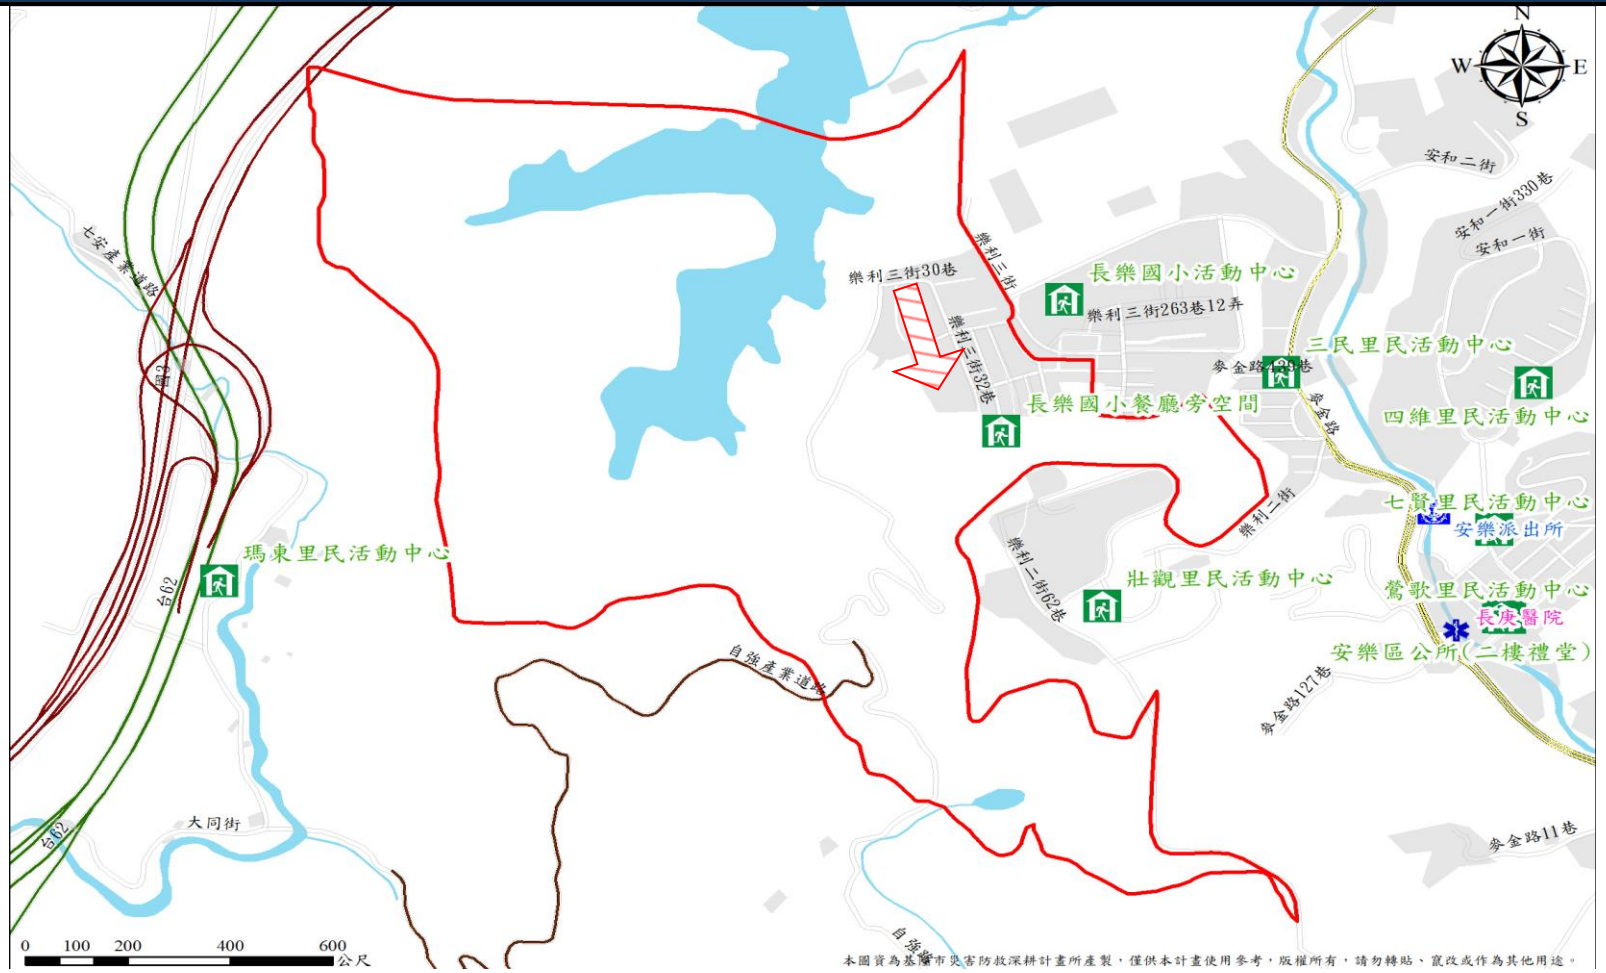 N
W
E
S
安和二街
安和一街330巷
安和一街
七安產業道路
樂利三街
樂利三街30巷
長樂國小活動中心
樂利三街263巷12弄
樂利三街32巷
三民里民活動中心
麥金路439巷
國3
長樂國小餐廳旁空間
麥金路
四維里民活動中心
樂利二街
七賢里民活動中心
安樂派出所
瑪東里民活動中心
樂利二街62巷
壯觀里民活動中心
台62
鶯歌里民活動中心
長庚醫院
安樂區公所(二樓禮堂)
自強產業道路
麥金路127巷
大同街
台62
麥金路11巷
自強路
0 100 200 400 600
公尺
本圖資為基隆市災害防救深耕計畫所產製，僅供本計畫使用參考，版權所有，請勿轉貼、竄改或作為其他用途。